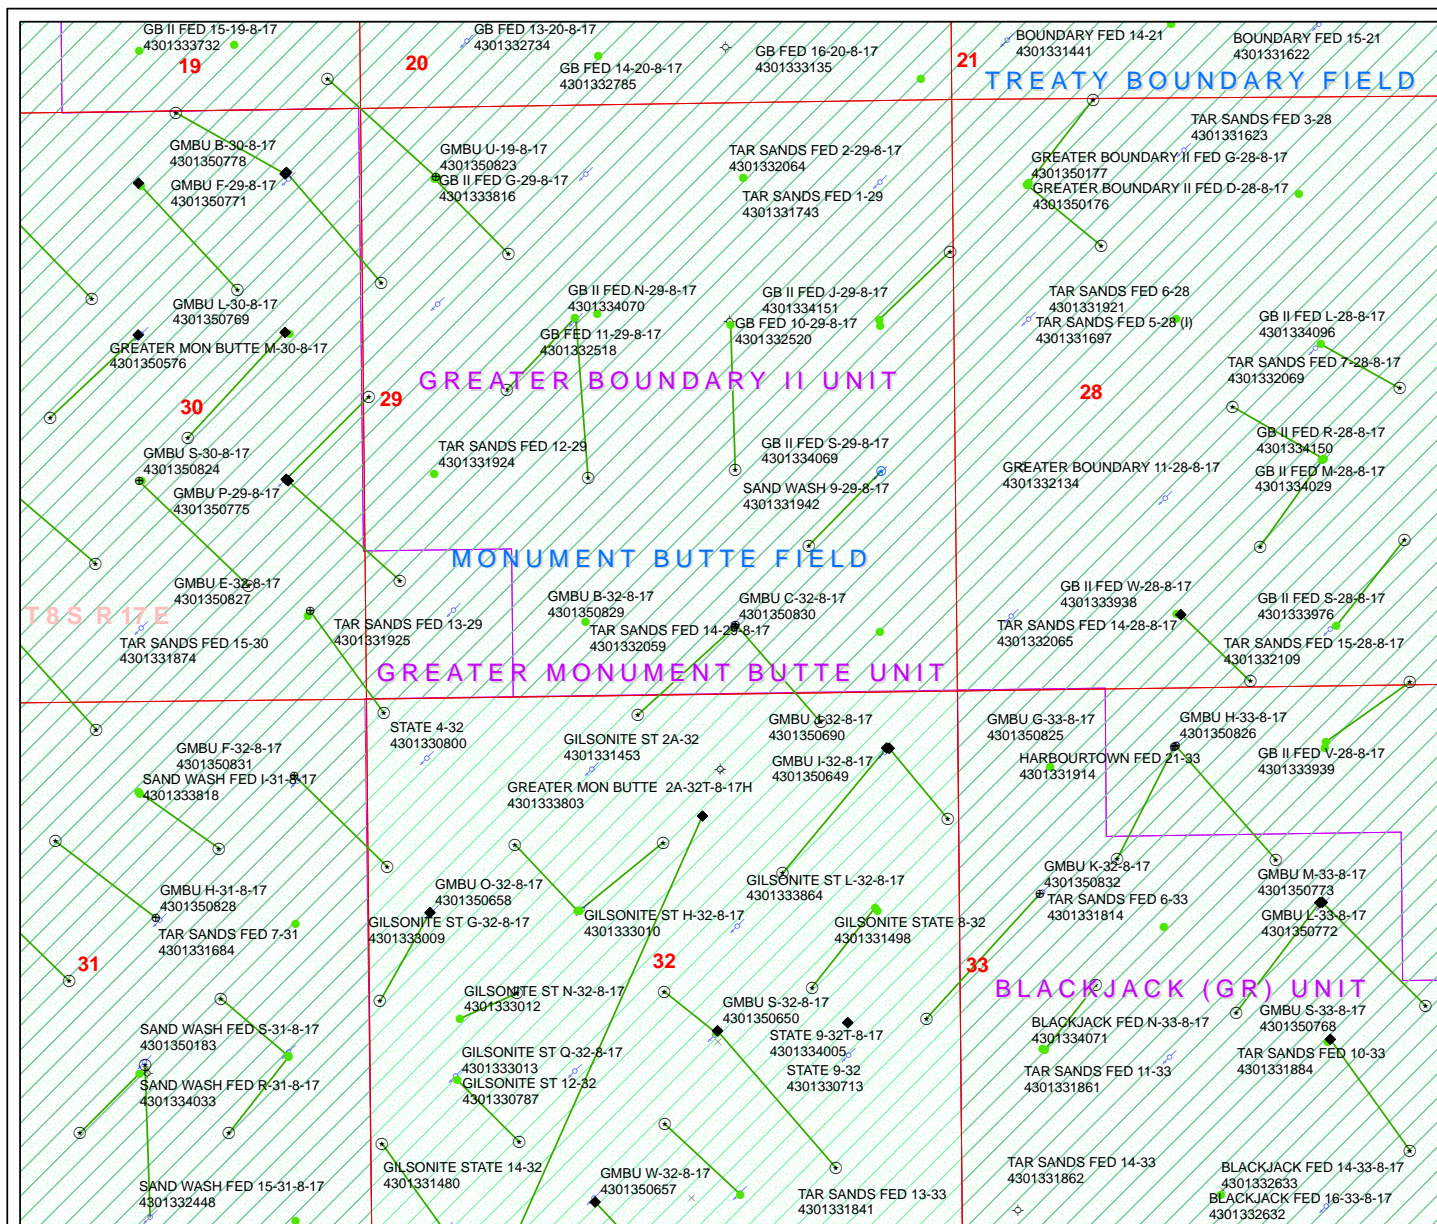 GB II FED 15-19-8-17
4301333732
GB FED 13-20-8-17
4301332734
GB FED 14-20-8-17
4301332785
GB FED 16-20-8-17
4301333135
BOUNDARY FED 14-21
4301331441
BOUNDARY FED 15-21
4301331622
19
20
21
TREATY BOUNDARY FIELD
GMBU B-30-8-17
4301350778
GMBU F-29-8-17
4301350771
GMBU U-19-8-17
4301350823
GB II FED G-29-8-17
4301333816
TAR SANDS FED 2-29-8-17
4301332064
TAR SANDS FED 1-29
4301331743
TAR SANDS FED 3-28
4301331623
GREATER BOUNDARY II FED G-28-8-17
4301350177
GREATER BOUNDARY II FED D-28-8-17
4301350176
GMBU L-30-8-17
4301350769
GREATER MON BUTTE M-30-8-17
4301350576
GB II FED N-29-8-17
4301334070
GB FED 11-29-8-17
4301332518
GB II FED J-29-8-17
4301334151
GB FED 10-29-8-17
4301332520
TAR SANDS FED 6-28
4301331921
TAR SANDS FED 5-28 (I)
4301331697
GB II FED L-28-8-17
4301334096
TAR SANDS FED 7-28-8-17
4301332069
GREATER BOUNDARY II UNIT
30
29
28
GMBU S-30-8-17
4301350824
GMBU P-29-8-17
4301350775
TAR SANDS FED 12-29
4301331924
GB II FED S-29-8-17
4301334069
SAND WASH 9-29-8-17
4301331942
GREATER BOUNDARY 11-28-8-17
4301332134
GB II FED R-28-8-17
4301334150
GB II FED M-28-8-17
4301334029
MONUMENT BUTTE FIELD
GMBU E-32-8-17
4301350827
T 8 S R 17 E
TAR SANDS FED 15-30
4301331874
TAR SANDS FED 13-29
4301331925
GMBU B-32-8-17
4301350829
TAR SANDS FED 14-29-8-17
4301332059
GMBU C-32-8-17
4301350830
GB II FED W-28-8-17
4301333938
TAR SANDS FED 14-28-8-17
4301332065
GB II FED S-28-8-17
4301333976
TAR SANDS FED 15-28-8-17
4301332109
GREATER MONUMENT BUTTE UNIT
STATE 4-32
4301330800
GMBU F-32-8-17
4301350831
SAND WASH FED I-31-8-17
4301333818
GILSONITE ST 2A-32
4301331453
GREATER MON BUTTE  2A-32T-8-17H
4301333803
GMBU J-32-8-17
4301350690
GMBU I-32-8-17
4301350649
GMBU G-33-8-17
4301350825
HARBOURTOWN FED 21-33
4301331914
GMBU H-33-8-17
4301350826
GB II FED V-28-8-17
4301333939
GMBU H-31-8-17
4301350828
TAR SANDS FED 7-31
4301331684
GMBU O-32-8-17
4301350658
GILSONITE ST G-32-8-17
4301333009
GILSONITE ST H-32-8-17
4301333010
GILSONITE ST L-32-8-17
4301333864
GILSONITE STATE 8-32
4301331498
GMBU K-32-8-17
4301350832
TAR SANDS FED 6-33
4301331814
GMBU M-33-8-17
4301350773
GMBU L-33-8-17
4301350772
31
32
33
BLACKJACK (GR) UNIT
SAND WASH FED S-31-8-17
4301350183
SAND WASH FED R-31-8-17
4301334033
GILSONITE ST N-32-8-17
4301333012
GILSONITE ST Q-32-8-17
4301333013
GILSONITE ST 12-32
4301330787
GMBU S-32-8-17
4301350650
STATE 9-32T-8-17
4301334005
STATE 9-32
4301330713
BLACKJACK FED N-33-8-17
4301334071
TAR SANDS FED 11-33
4301331861
GMBU S-33-8-17
4301350768
TAR SANDS FED 10-33
4301331884
SAND WASH FED 15-31-8-17
4301332448
GILSONITE STATE 14-32
4301331480
GMBU W-32-8-17
4301350657
TAR SANDS FED 13-33
4301331841
TAR SANDS FED 14-33
4301331862
BLACKJACK FED 14-33-8-17
4301332633
BLACKJACK FED 16-33-8-17
4301332632